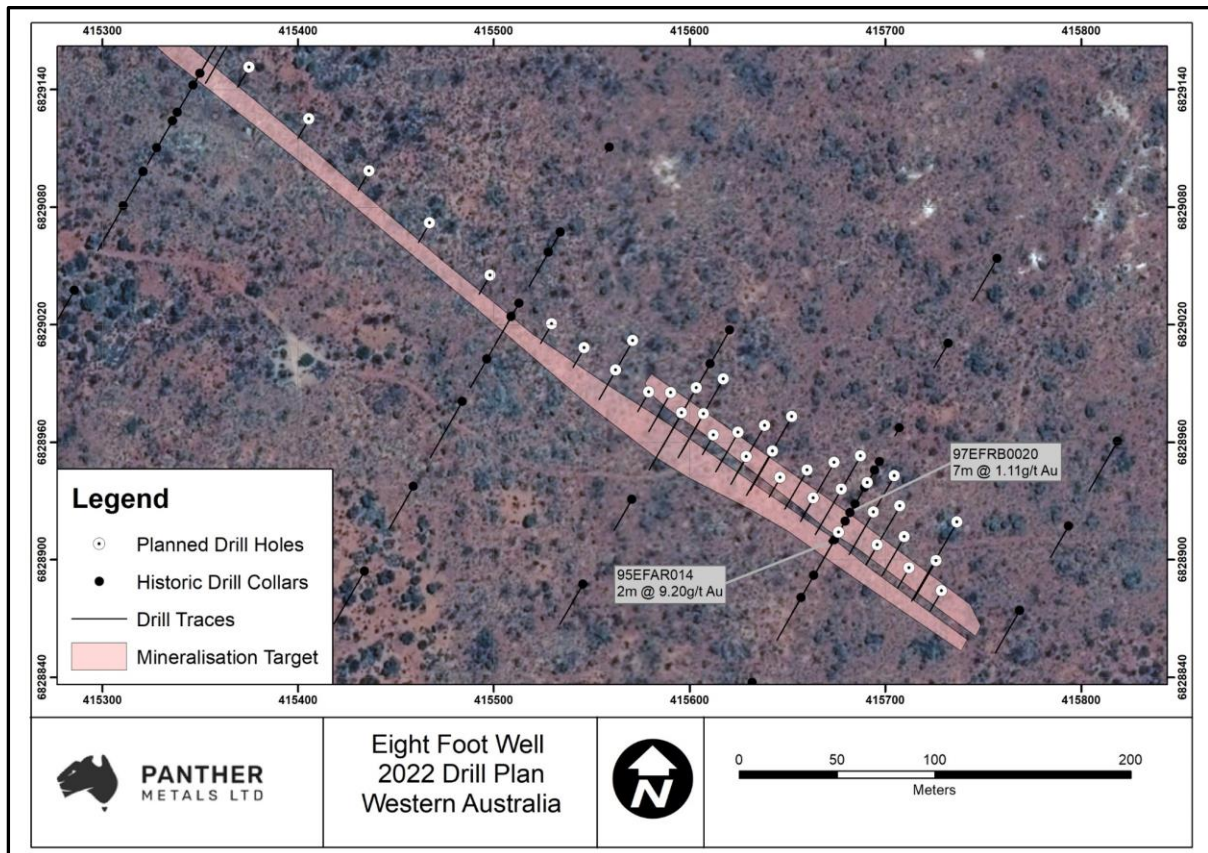 415300 415400 415500 415600 415700 415800
6829140 6829140
6829080 6829080
6829020 6829020
6828960 6828960
97EFRB0020
7m @ 1.11g/t Au
6828900 6828900
95EFAR014
2m @ 9.20g/t Au
6828840 6828840
Legend
Planned Drill Holes
Historic Drill Collars
Drill Traces
Mineralisation Target
415300 415400 415500 415600 415700 415800
PANTHER
METALS LTD
Eight Foot Well
2022 Drill Plan
Western Australia
N
0 50 100 200
Meters